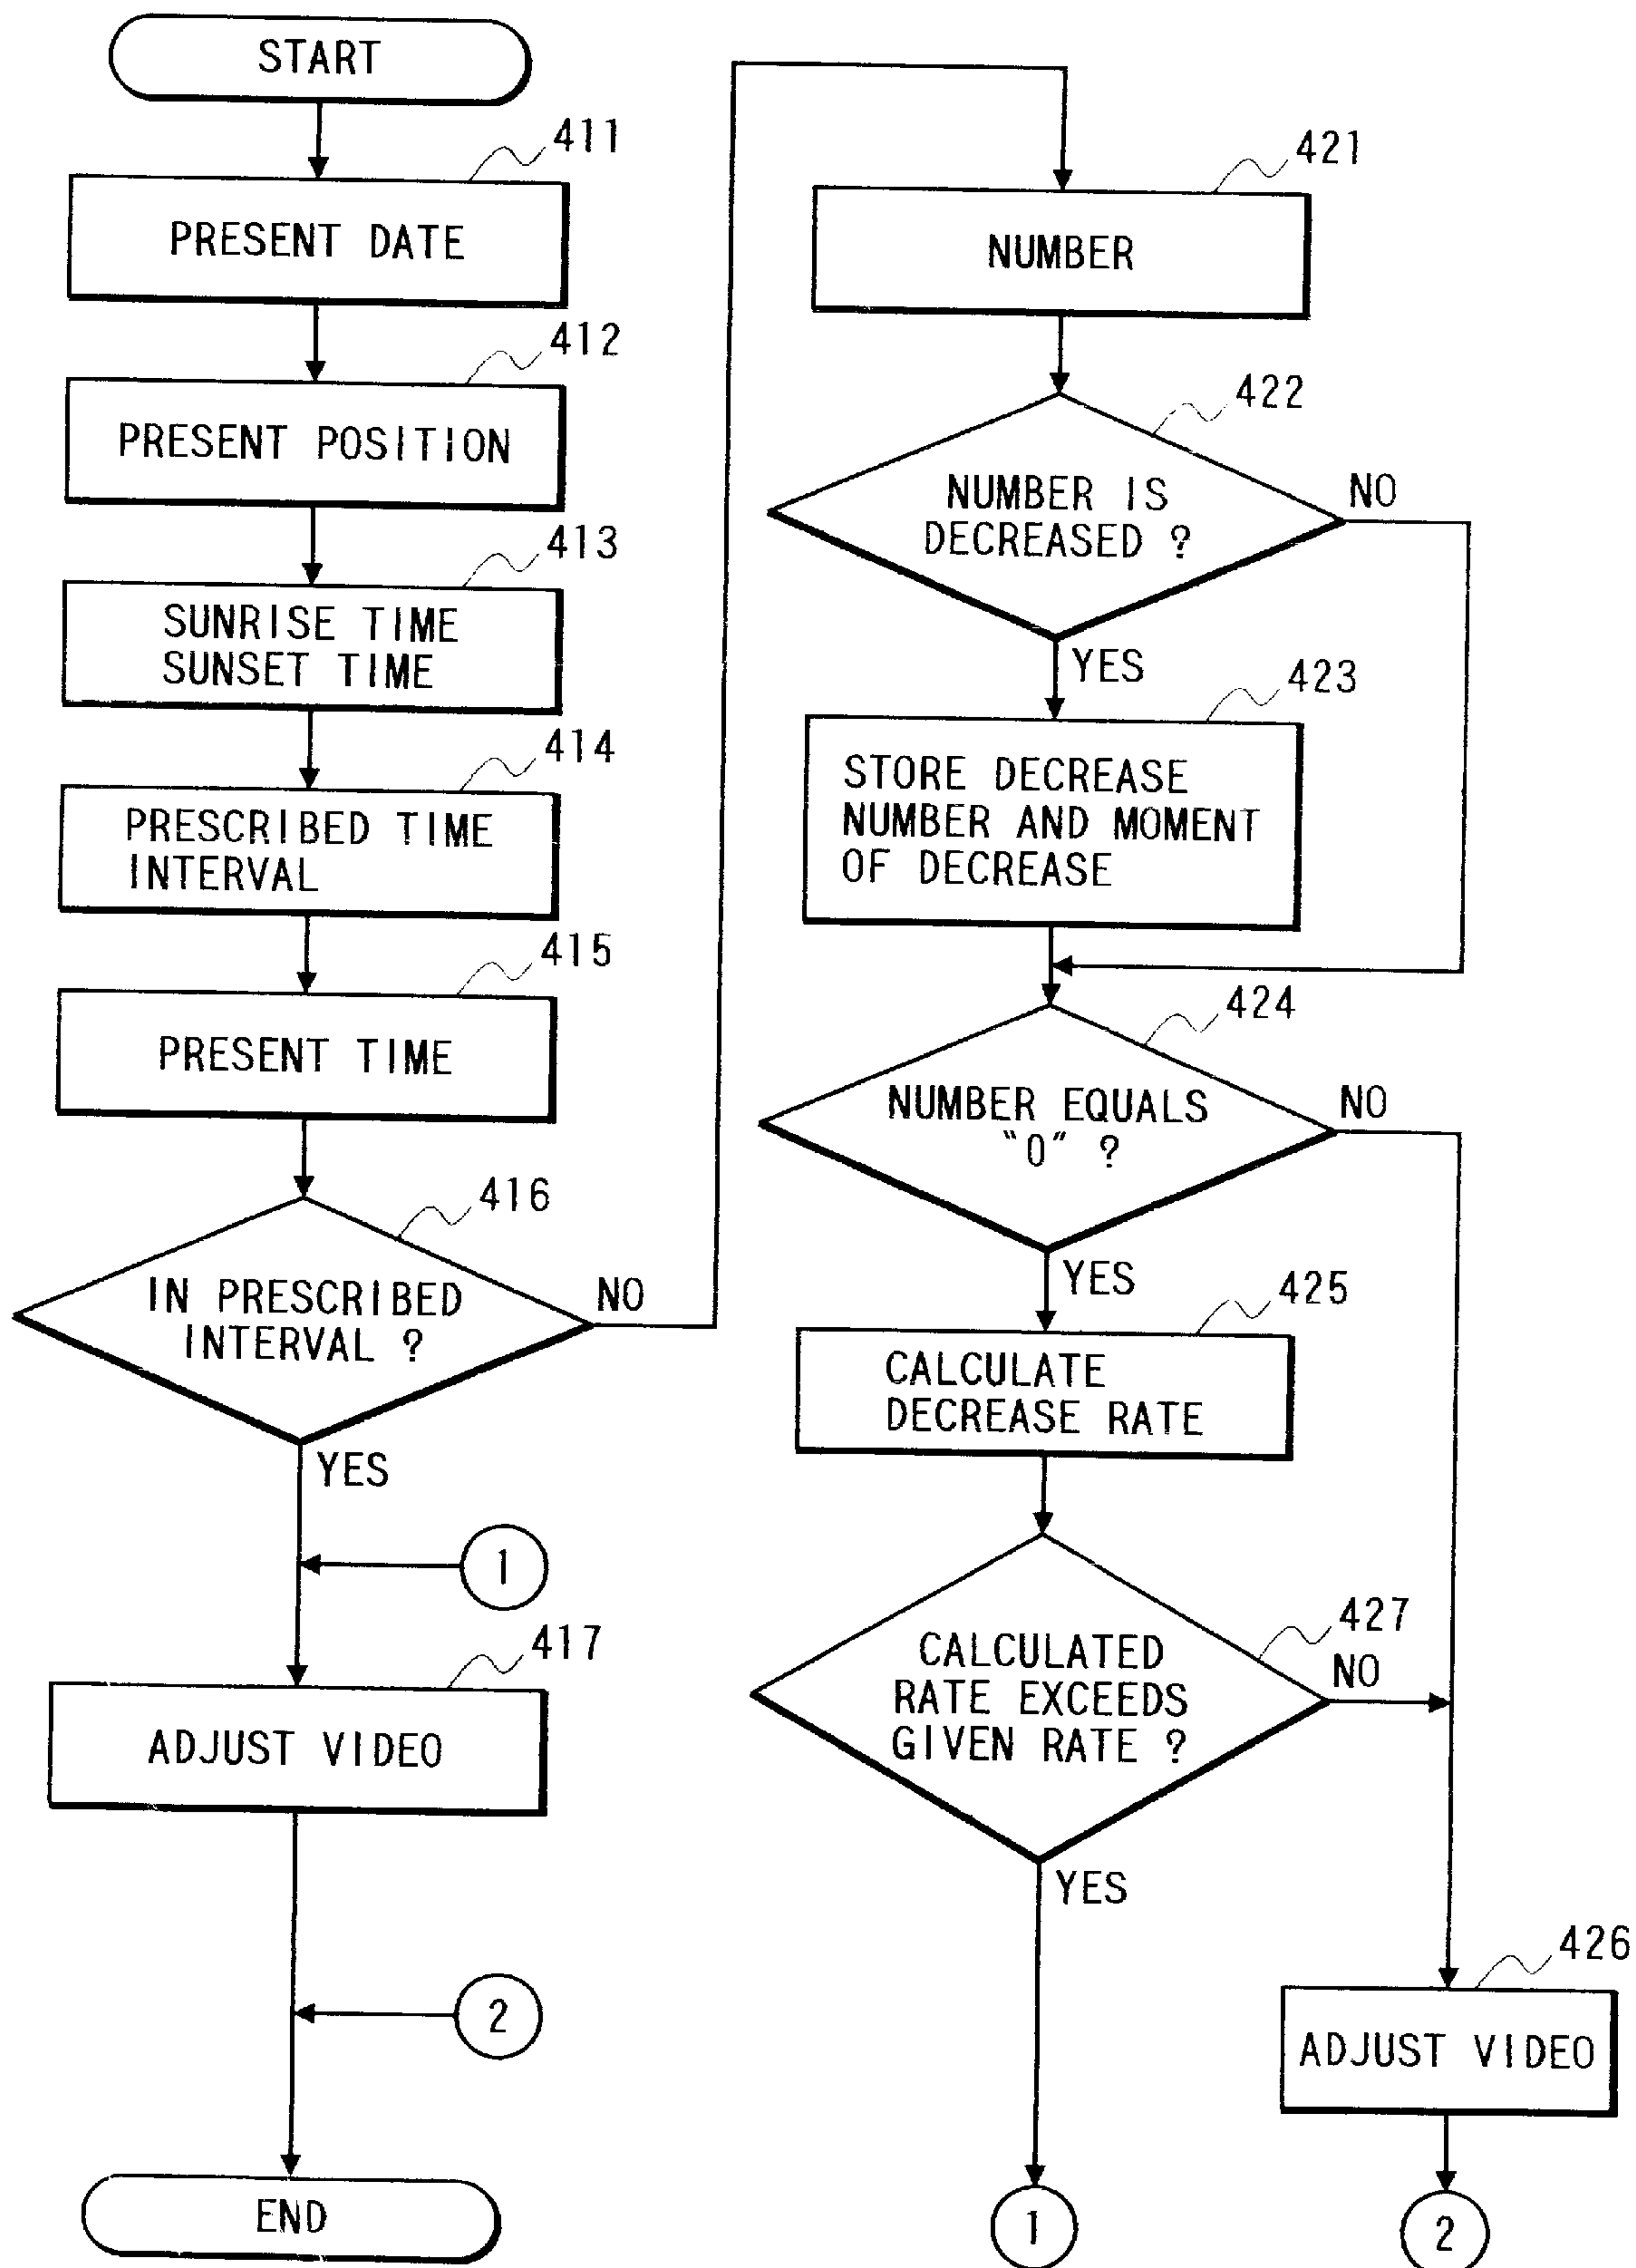 START
411
PRESENT DATE
412
PRESENT POSITION
413
SUNRISE TIME
SUNSET TIME
414
PRESCRIBED TIME
INTERVAL
415
PRESENT TIME
416
IN PRESCRIBED
INTERVAL ?
NO
YES
1
417
ADJUST VIDEO
2
END
421
NUMBER
422
NUMBER IS
DECREASED ?
NO
YES
423
STORE DECREASE
NUMBER AND MOMENT
OF DECREASE
424
NUMBER EQUALS
"0" ?
NO
YES
425
CALCULATE
DECREASE RATE
427
CALCULATED
RATE EXCEEDS
GIVEN RATE ?
NO
YES
426
ADJUST VIDEO
1
2